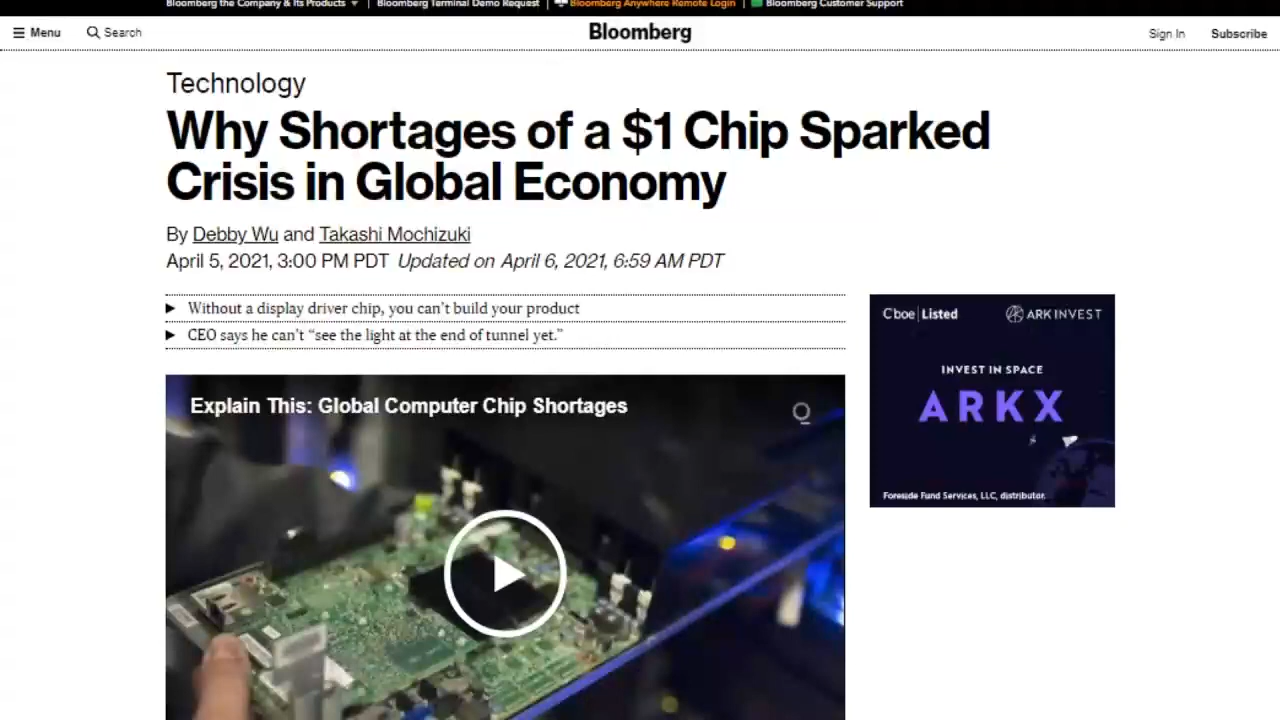 Bloomberg the Company & Its Products ▼ | Bloomberg Terminal Demo Request | Bloomberg Anywhere Remote Login | Bloomberg Customer Support
Menu Search Bloomberg Sign In Subscribe
Technology
Why Shortages of a $1 Chip Sparked
Crisis in Global Economy
By Debby Wu and Takashi Mochizuki
April 5, 2021, 3:00 PM PDT Updated on April 6, 2021, 6:59 AM PDT
Without a display driver chip, you can't build your product
CEO says he can't “see the light at the end of tunnel yet.”
Explain This: Global Computer Chip Shortages
Cboe | Listed ARK INVEST
INVEST IN SPACE
ARKX
Foreside Fund Services, LLC, distributor.